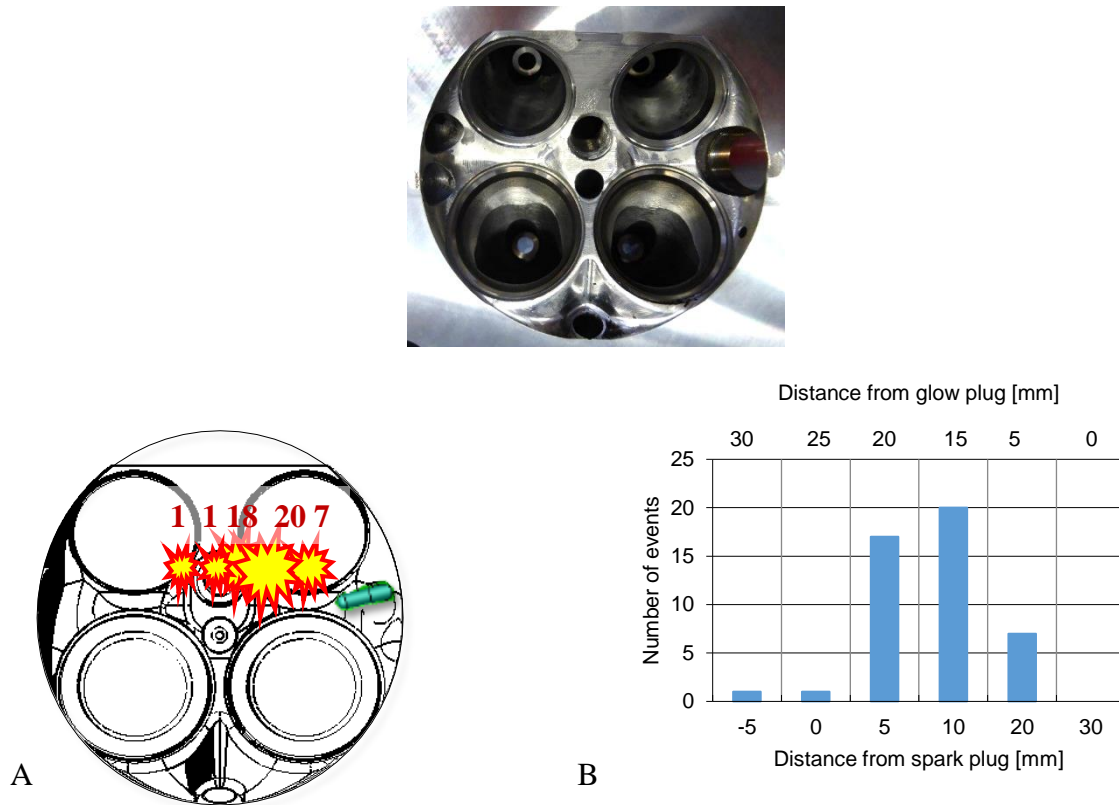 Distance from glow plug [mm]
30 25 20 15 5 0
1 1 18 20 7
25
20
15
10
5
0
Number of events
-5 0 5 10 20 30
Distance from spark plug [mm]
A
B